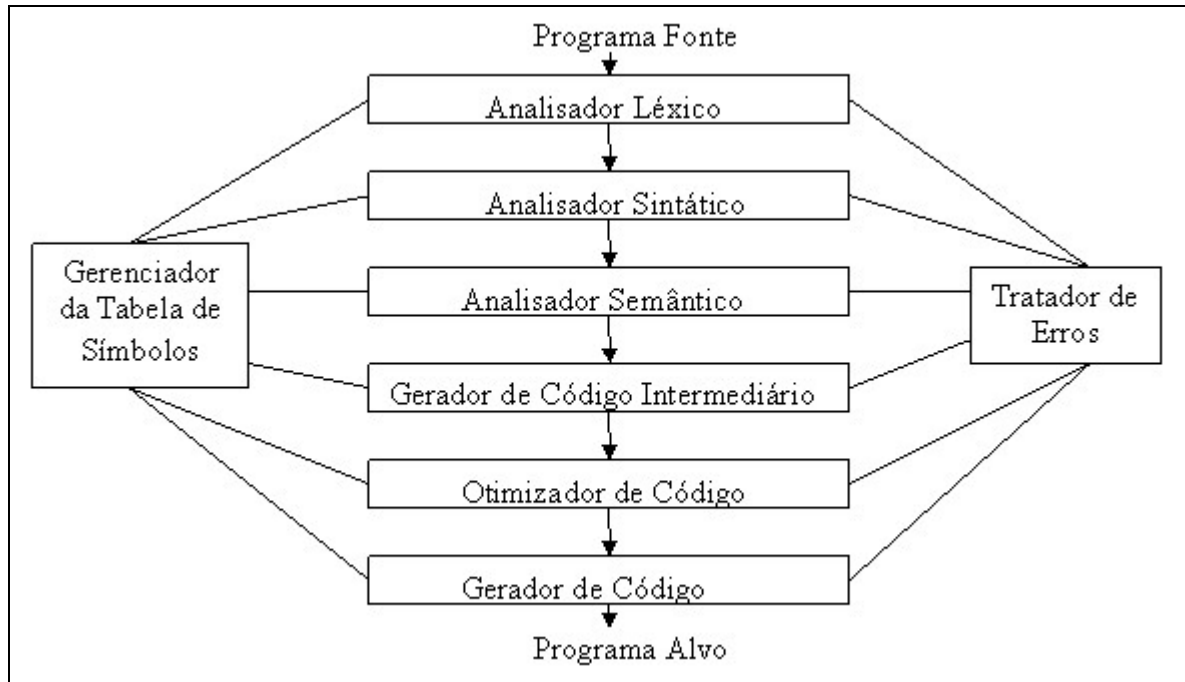 Programa Fonte
Analisador Léxico
Analisador Sintático
Gerenciador
da Tabela de
Símbolos
Analisador Semântico
Tratador de
Erros
Gerador de Código Intermediário
Otimizador de Código
Gerador de Código
Programa Alvo